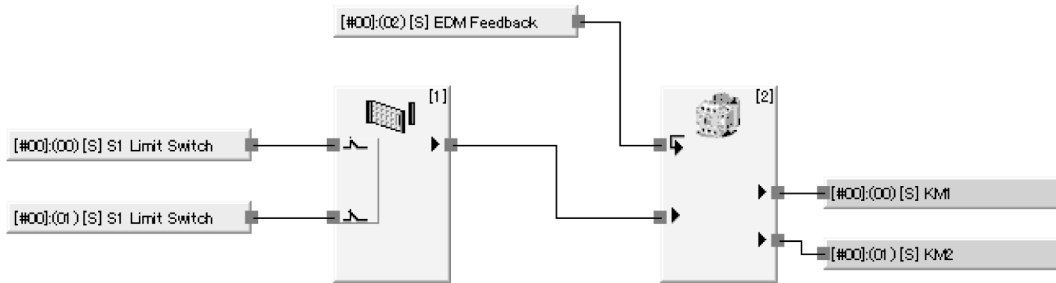 [#00]:(02) [S] EDM Feedback
[1]
[2]
[#00]:(00) [S] S1 Limit Switch
[#00]:(01) [S] S1 Limit Switch
[#00]:(00) [S] KM1
[#00]:(01) [S] KM2